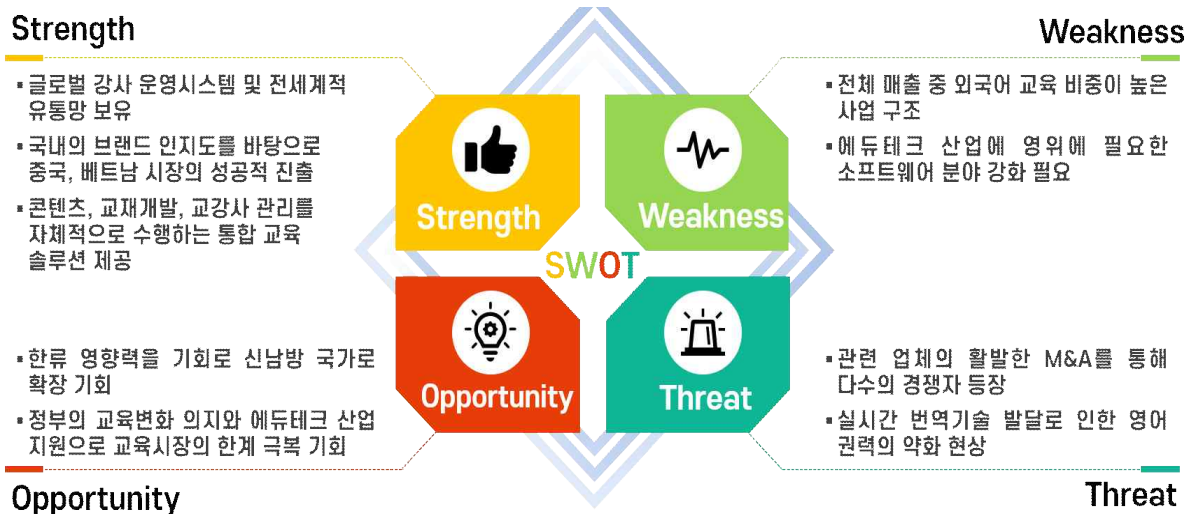 Strength
▪ 글로벌 강사 운영시스템 및 전세계적
유통망 보유
▪ 국내의 브랜드 인지도를 바탕으로
중국, 베트남 시장의 성공적 진출
▪ 콘텐츠, 교재개발, 교강사 관리를
자체적으로 수행하는 통합 교육
솔루션 제공
Weakness
▪ 전체 매출 중 외국어 교육 비중이 높은
사업 구조
▪ 에듀테크 산업에 영위에 필요한
소프트웨어 분야 강화 필요
Strength
Weakness
SWOT
Opportunity
Threat
▪ 한류 영향력을 기회로 신남방 국가로
확장 기회
▪ 정부의 교육변화 의지와 에듀테크 산업
지원으로 교육시장의 한계 극복 기회
Opportunity
▪ 관련 업체의 활발한 M&A를 통해
다수의 경쟁자 등장
▪ 실시간 번역기술 발달로 인한 영어
권력의 약화 현상
Threat